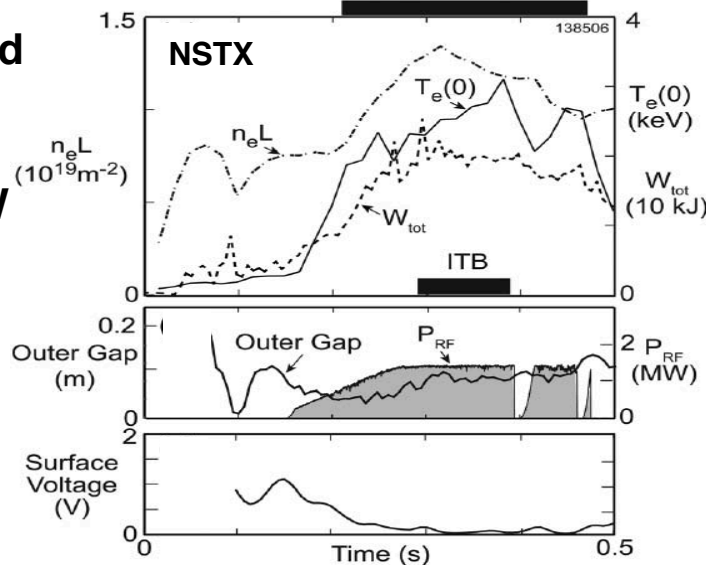 d
/
NSTX
138506
1.5
4
T_e(0)
n_eL
n_eL
(10^19m^-2)
T_e(0)
(keV)
W_tot
W_tot
(10 kJ)
ITB
0
0
0.2
Outer Gap
(m)
0
Outer Gap
P_RF
2
P_RF
(MW)
0
2
Surface
Voltage
(V)
0
0
Time (s)
0.5